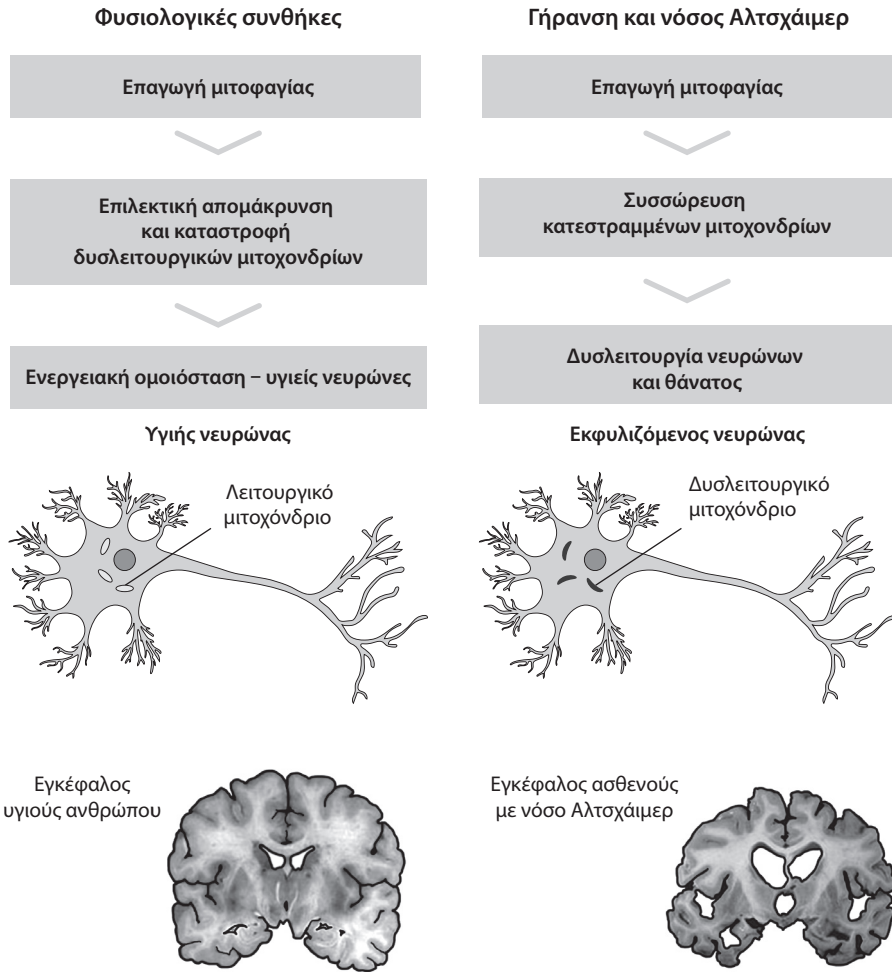 Φυσιολογικές συνθήκες
Επαγωγή μιτοφαγίας
Επιλεκτική απομάκρυνση
και καταστροφή
δυσλειτουργικών μιτοχονδρίων
Ενεργειακή ομοιόσταση – υγιείς νευρώνες
Υγιής νευρώνας
Λειτουργικό
μιτοχόνδριο
Εγκέφαλος
υγιούς ανθρώπου
Γήρανση και νόσος Αλτσχάιμερ
Επαγωγή μιτοφαγίας
Συσσώρευση
κατεστραμμένων μιτοχονδρίων
Δυσλειτουργία νευρώνων
και θάνατος
Εκφυλιζόμενος νευρώνας
Δυσλειτουργικό
μιτοχόνδριο
Εγκέφαλος ασθενούς
με νόσο Αλτσχάιμερ